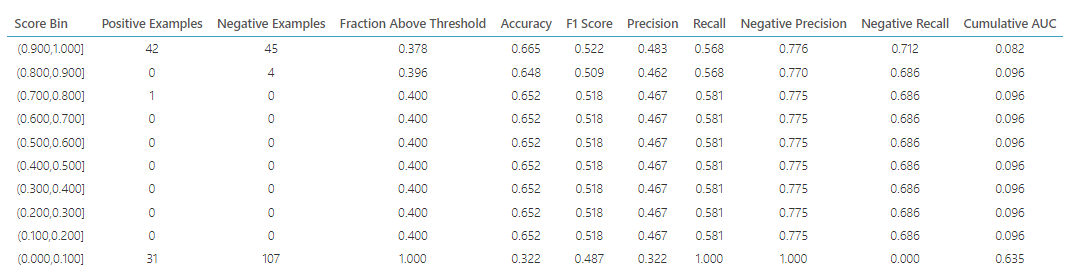 Score Bin Positive Examples Negative Examples Fraction Above Threshold Accuracy F1 Score Precision Recall Negative Precision Negative Recall Cumulative AUC
(0.900,1.000] 42 45 0.378 0.665 0.522 0.483 0.568 0.776 0.712 0.082
(0.800,0.900] 0 4 0.396 0.648 0.509 0.462 0.568 0.770 0.686 0.096
(0.700,0.800] 1 0 0.400 0.652 0.518 0.467 0.581 0.775 0.686 0.096
(0.600,0.700] 0 0 0.400 0.652 0.518 0.467 0.581 0.775 0.686 0.096
(0.500,0.600] 0 0 0.400 0.652 0.518 0.467 0.581 0.775 0.686 0.096
(0.400,0.500] 0 0 0.400 0.652 0.518 0.467 0.581 0.775 0.686 0.096
(0.300,0.400] 0 0 0.400 0.652 0.518 0.467 0.581 0.775 0.686 0.096
(0.200,0.300] 0 0 0.400 0.652 0.518 0.467 0.581 0.775 0.686 0.096
(0.100,0.200] 0 0 0.400 0.652 0.518 0.467 0.581 0.775 0.686 0.096
(0.000,0.100] 31 107 1.000 0.322 0.487 0.322 1.000 1.000 0.000 0.635